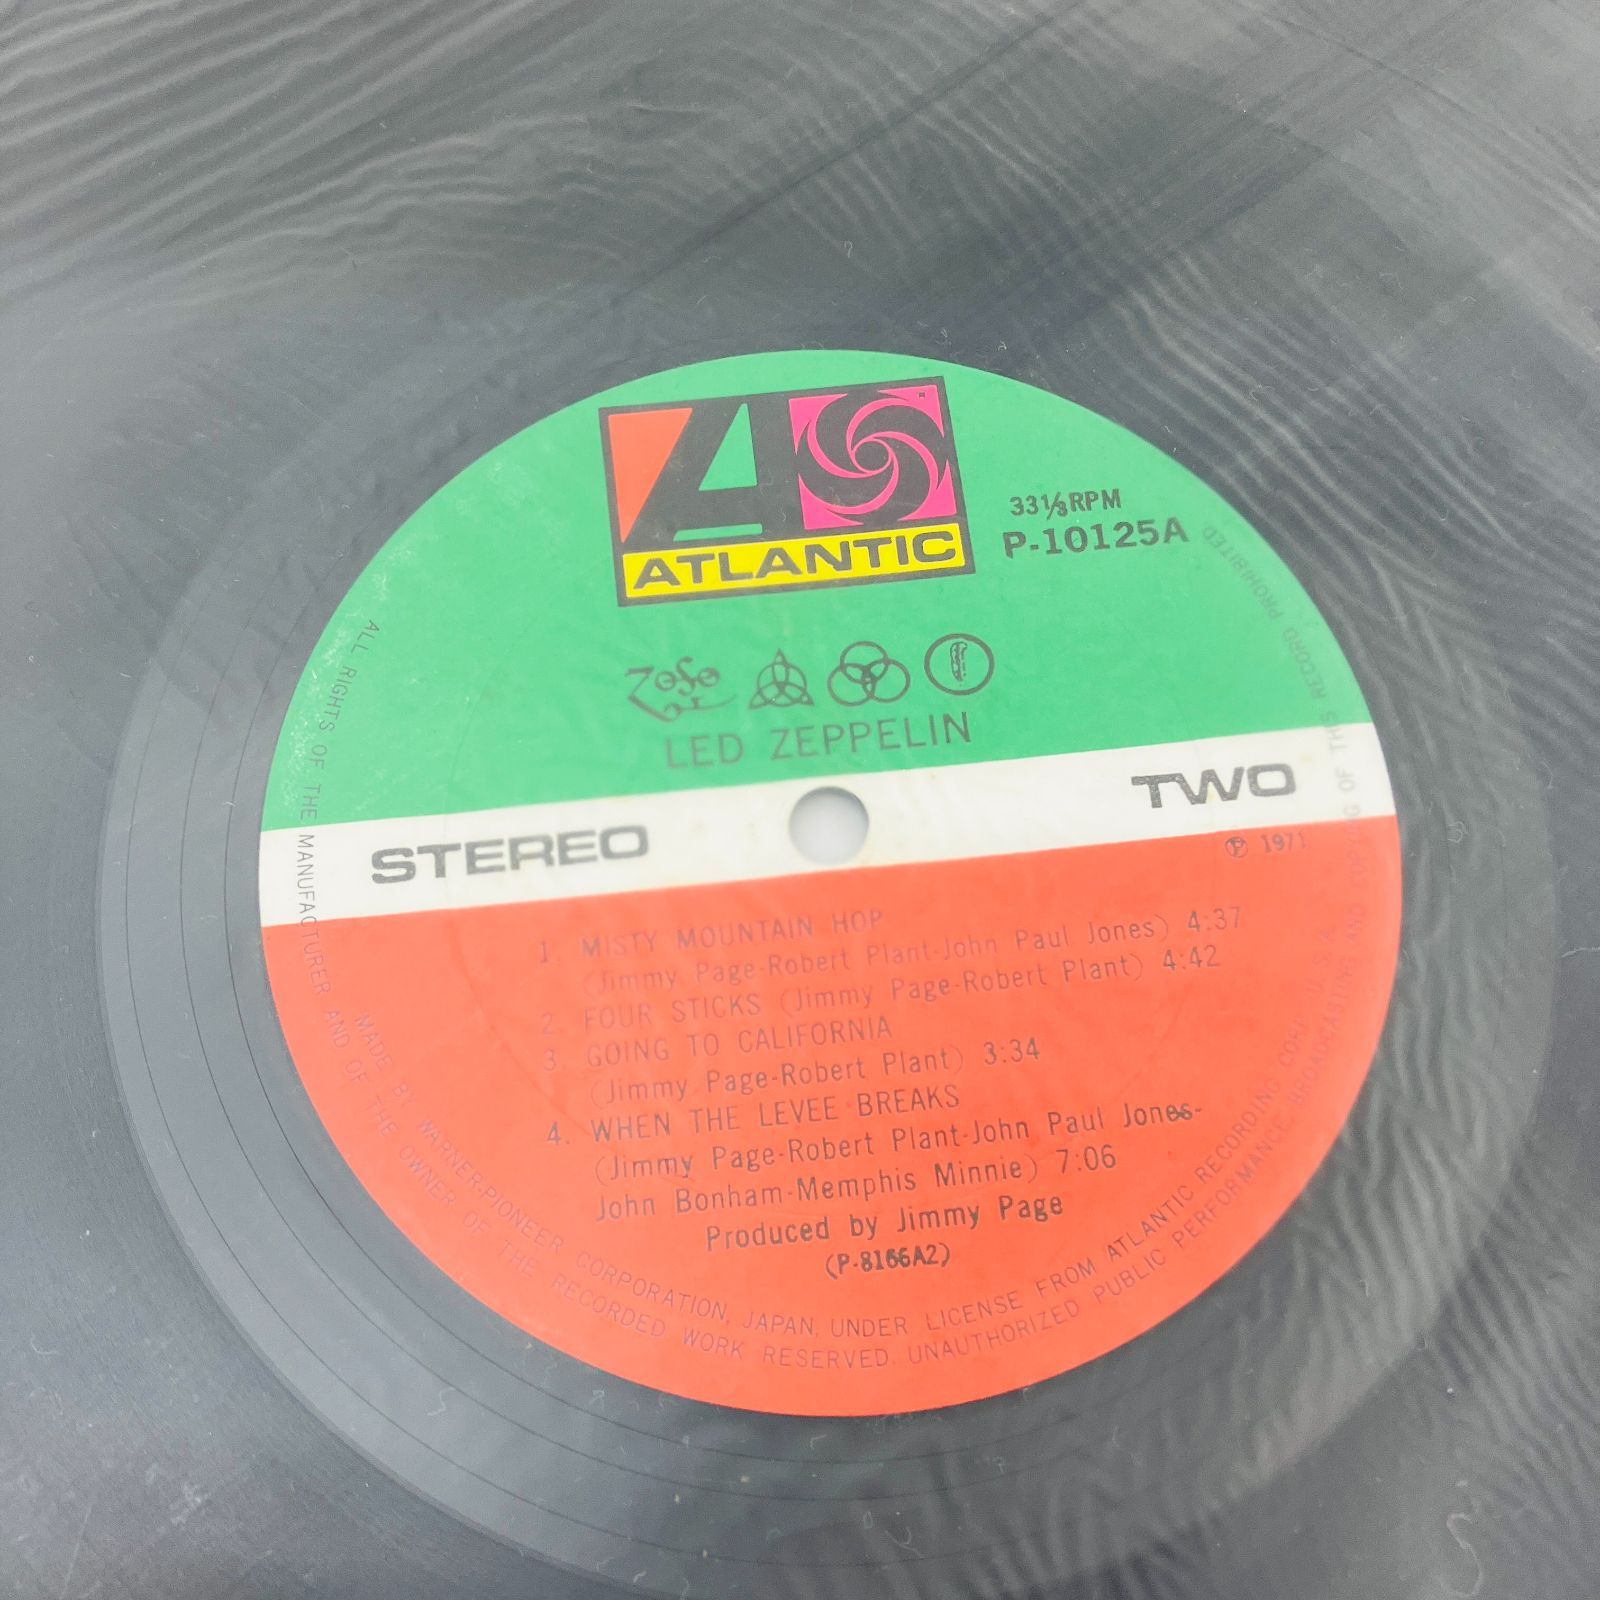 ATLANTIC
33⅓RPM
P-10125A
LED ZEPPELIN
STEREO
TWO
Ⓟ 1971
1. MISTY MOUNTAIN HOP
(Jimmy Page-Robert Plant-John Paul Jones) 4:37
2. FOUR STICKS (Jimmy Page-Robert Plant) 4:42
3. GOING TO CALIFORNIA
(Jimmy Page-Robert Plant) 3:34
4. WHEN THE LEVEE BREAKS
(Jimmy Page-Robert Plant-John Paul Jones-
John Bonham-Memphis Minnie) 7:06
Produced by Jimmy Page
(P-8166A2)
MADE BY WARNER-PIONEER CORPORATION, JAPAN, UNDER LICENSE FROM ATLANTIC RECORDING CORP. U.S.A.
ALL RIGHTS OF THE MANUFACTURER AND OF THE OWNER OF THE RECORDED WORK RESERVED. UNAUTHORIZED PUBLIC PERFORMANCE, BROADCASTING AND COPYING OF THIS RECORD PROHIBITED